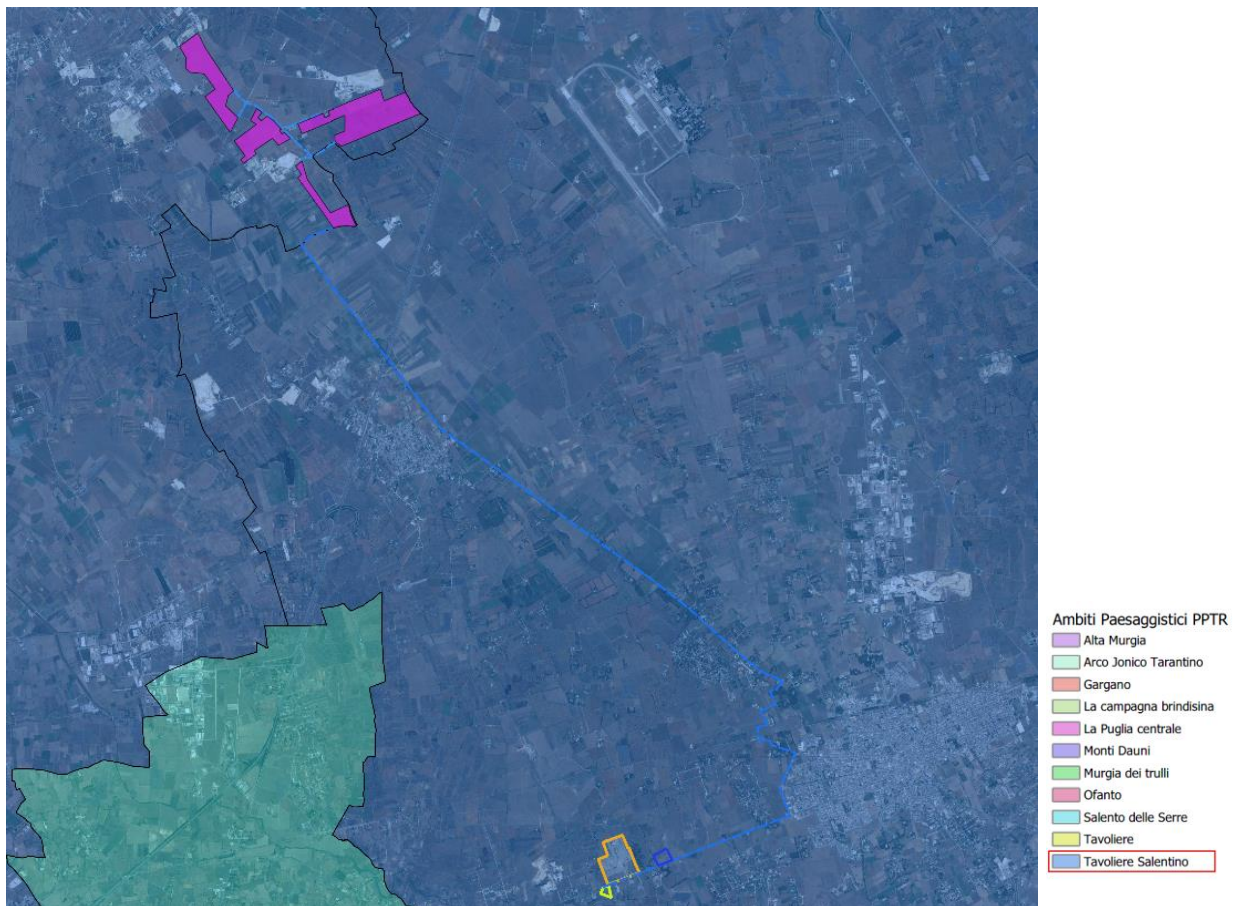 Ambiti Paesaggistici PPTR
Alta Murgia
Arco Jonico Tarantino
Gargano
La campagna brindisina
La Puglia centrale
Monti Dauni
Murgia dei trulli
Ofanto
Salento delle Serre
Tavoliere
Tavoliere Salentino